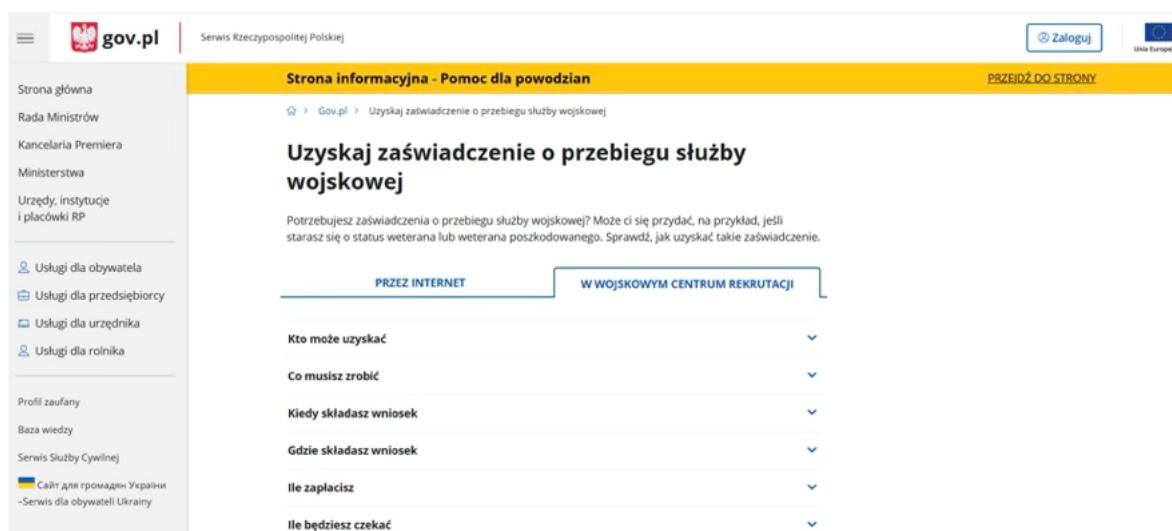 gov.pl
Serwis Rzeczypospolitej Polskiej
Zaloguj
Strona główna
Rada Ministrów
Kancelaria Premiera
Ministerstwa
Urzędy, instytucje
i placówki RP
Usługi dla obywatela
Usługi dla przedsiębiorcy
Usługi dla urzędnika
Usługi dla rolnika
Profil zaufany
Baza wiedzy
Serwis Służby Cywilnej
Сайт для громадян України
–Serwis dla obywateli Ukrainy
Strona informacyjna - Pomoc dla powodzian
PRZEJDŹ DO STRONY
> Gov.pl > Uzyskaj zaświadczenie o przebiegu służby wojskowej
Uzyskaj zaświadczenie o przebiegu służby
wojskowej
Potrzebujesz zaświadczenia o przebiegu służby wojskowej? Może ci się przydać, na przykład, jeśli
starasz się o status weterana lub weterana poszkodowanego. Sprawdź, jak uzyskać takie zaświadczenie.
PRZEZ INTERNET
W WOJSKOWYM CENTRUM REKRUTACJI
Kto może uzyskać
Co musisz zrobić
Kiedy składasz wniosek
Gdzie składasz wniosek
Ile zapłacisz
Ile będziesz czekać